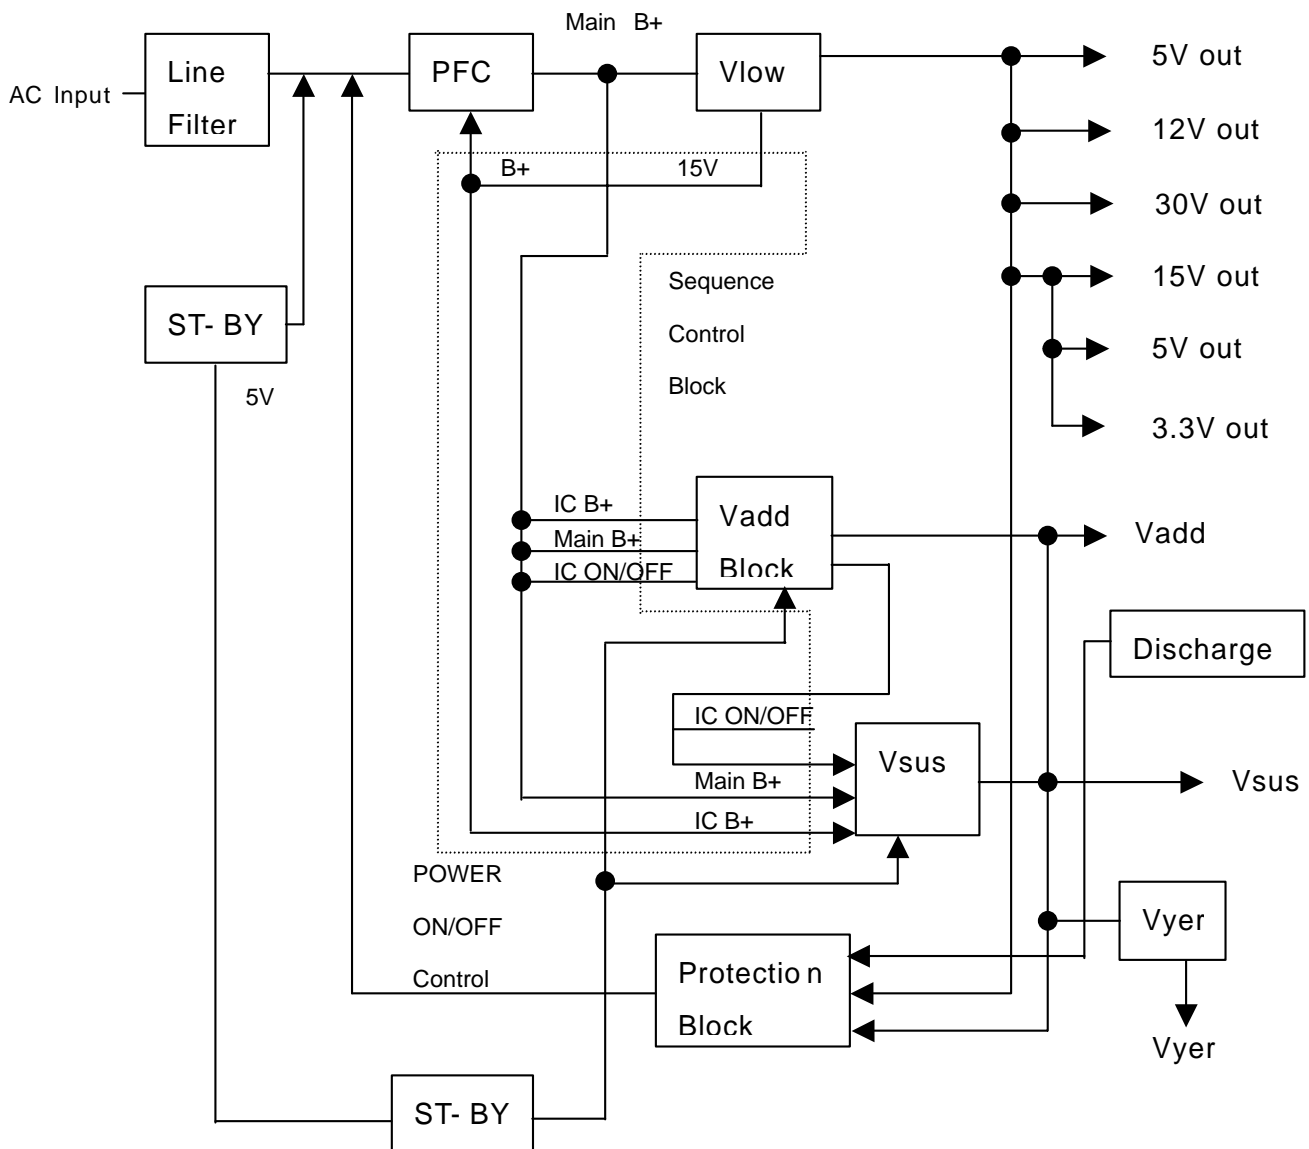 Main B+
Line
Filter
PFC
Vlow
5V out
AC Input
12V out
B+
15V
30V out
Sequence
15V out
ST- BY
Control
5V out
Block
5V
3.3V out
IC B+
Vadd
Main B+
Block
IC ON/OFF
Vadd
Discharge
IC ON/OFF
Vsus
Main B+
Vsus
IC B+
POWER
ON/OFF
Control
Vyer
Protection
Block
Vyer
ST- BY